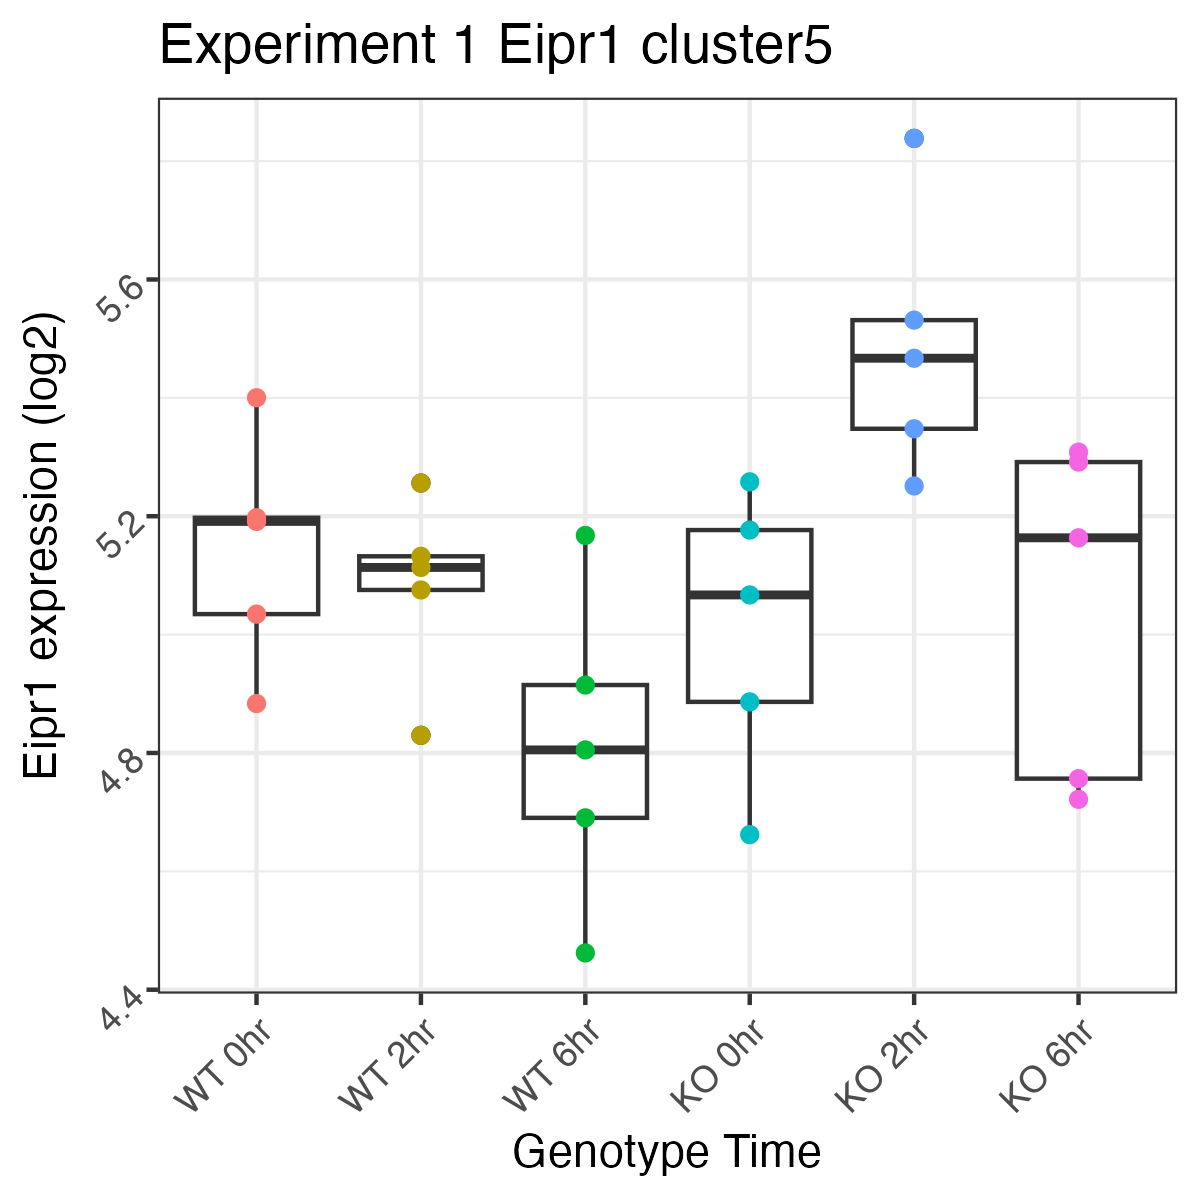 Experiment 1 Eipr1 cluster5
Eipr1 expression (log2)
5.6
5.2
4.8
4.4
WT 0hr
WT 2hr
WT 6hr
KO 0hr
KO 2hr
KO 6hr
Genotype Time